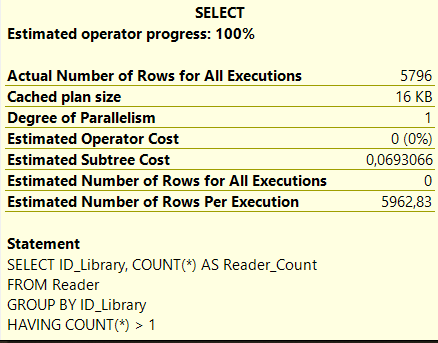 SELECT
Estimated operator progress: 100%
Actual Number of Rows for All Executions 5796
Cached plan size 16 KB
Degree of Parallelism 1
Estimated Operator Cost 0 (0%)
Estimated Subtree Cost 0,0693066
Estimated Number of Rows for All Executions 0
Estimated Number of Rows Per Execution 5962,83
Statement
SELECT ID_Library, COUNT(*) AS Reader_Count
FROM Reader
GROUP BY ID_Library
HAVING COUNT(*) > 1